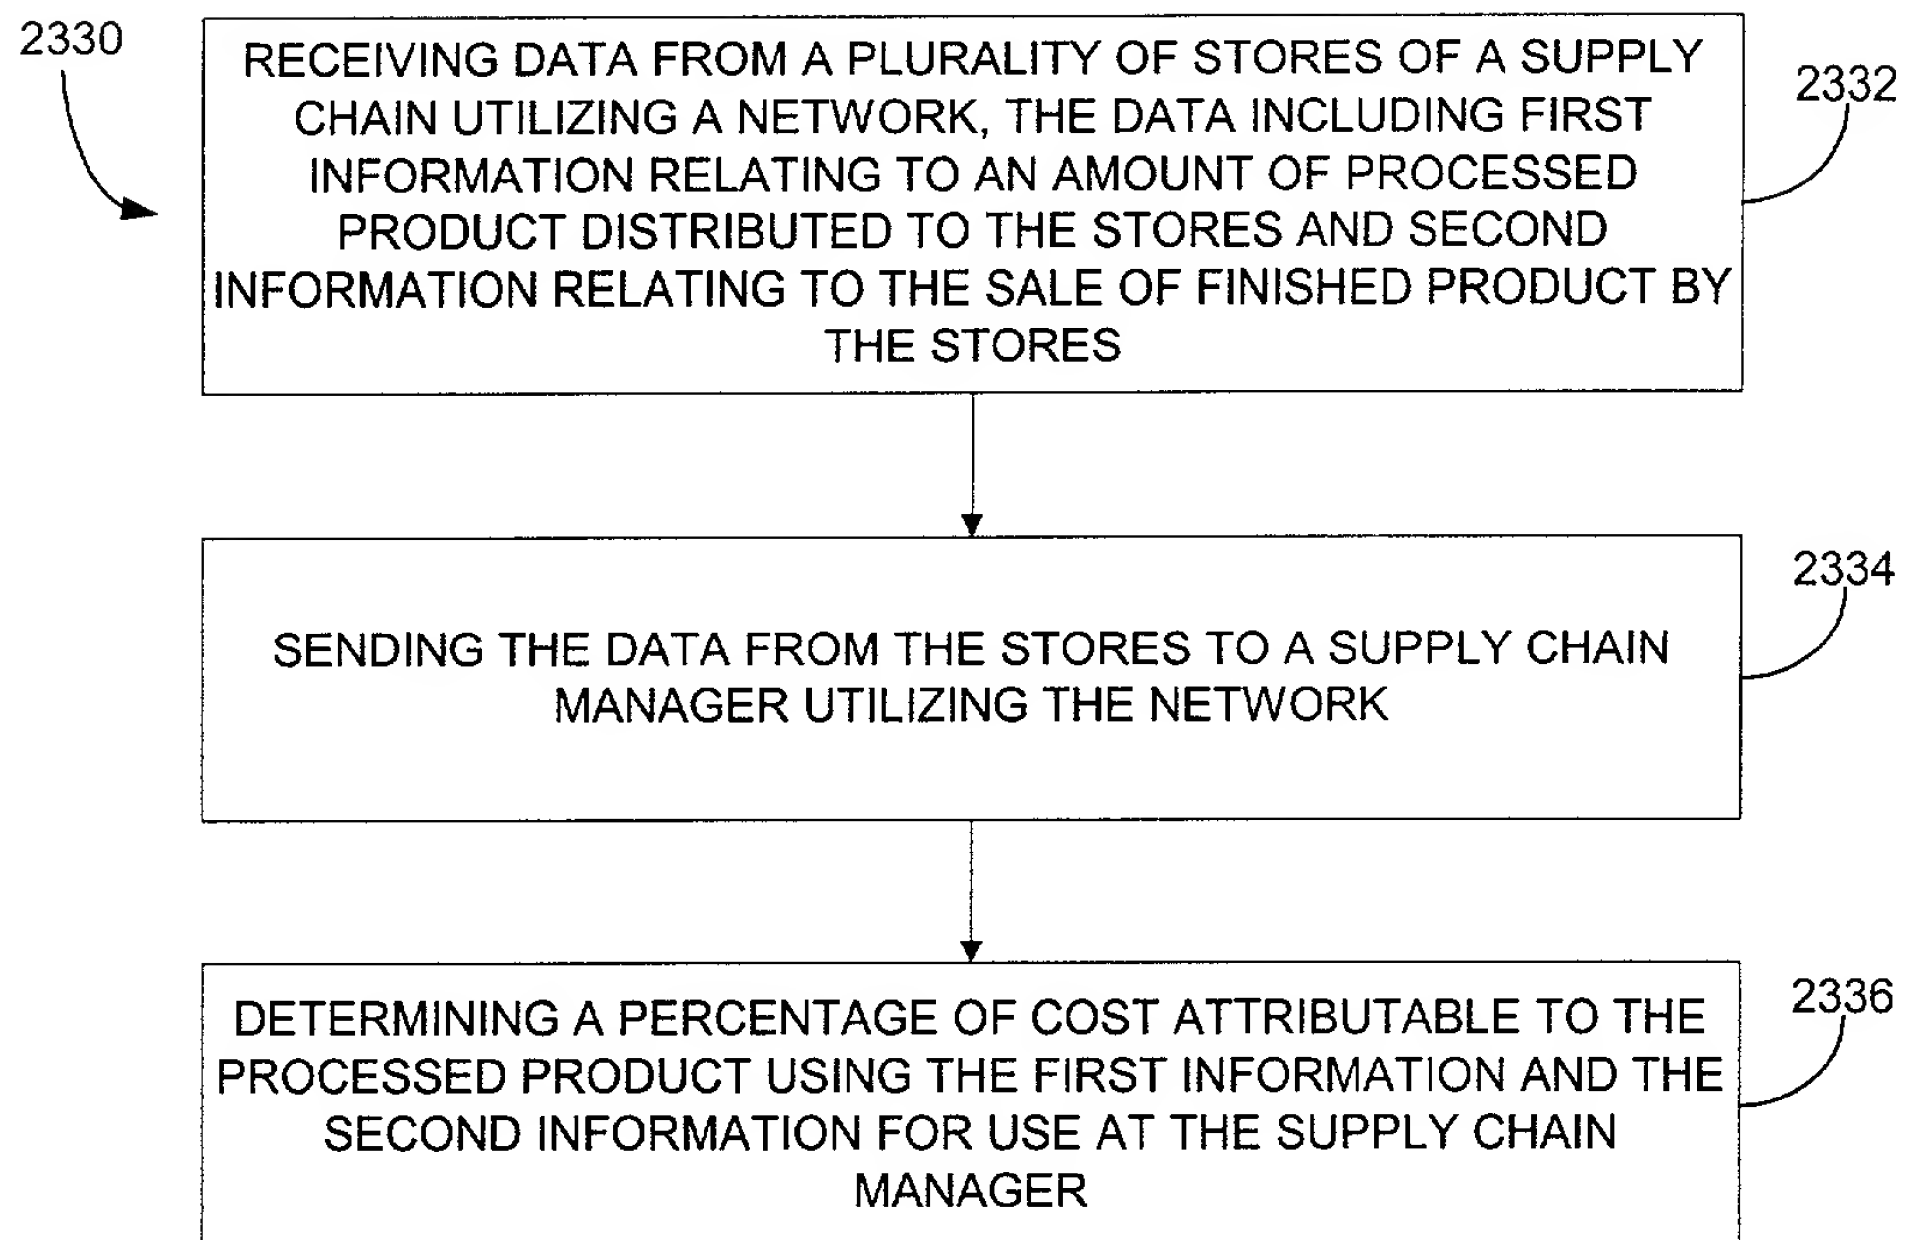 2330
RECEIVING DATA FROM A PLURALITY OF STORES OF A SUPPLY
CHAIN UTILIZING A NETWORK, THE DATA INCLUDING FIRST
INFORMATION RELATING TO AN AMOUNT OF PROCESSED
PRODUCT DISTRIBUTED TO THE STORES AND SECOND
INFORMATION RELATING TO THE SALE OF FINISHED PRODUCT BY
THE STORES
2332
SENDING THE DATA FROM THE STORES TO A SUPPLY CHAIN
MANAGER UTILIZING THE NETWORK
2334
DETERMINING A PERCENTAGE OF COST ATTRIBUTABLE TO THE
PROCESSED PRODUCT USING THE FIRST INFORMATION AND THE
SECOND INFORMATION FOR USE AT THE SUPPLY CHAIN
MANAGER
2336